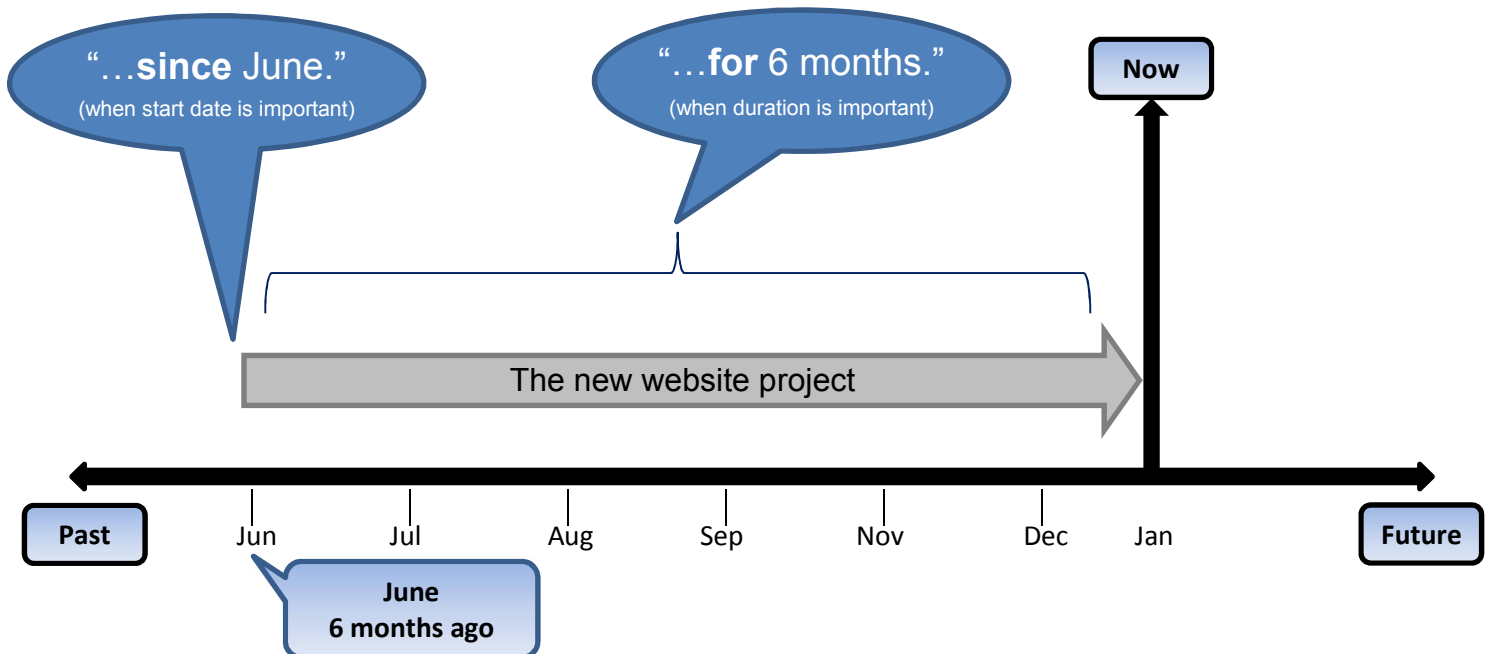 “…since June.”
(when start date is important)
“…for 6 months.”
(when duration is important)
Now
The new website project
Past
Jun Jul Aug Sep Nov Dec Jan
Future
June
6 months ago